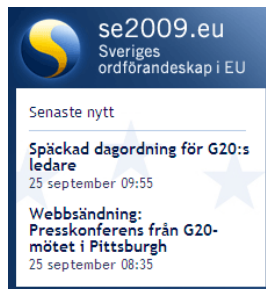 se2009.eu
Sveriges
ordförandeskap i EU
Senaste nytt
Späckad dagordning för G20:s
ledare
25 september 09:55
Webbsändning:
Presskonferens från G20-
mötet i Pittsburgh
25 september 08:35